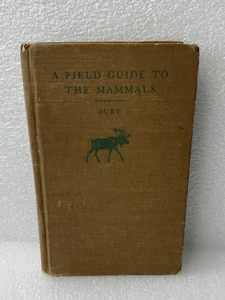 A FIELD GUIDE TO
THE MAMMALS
BURT